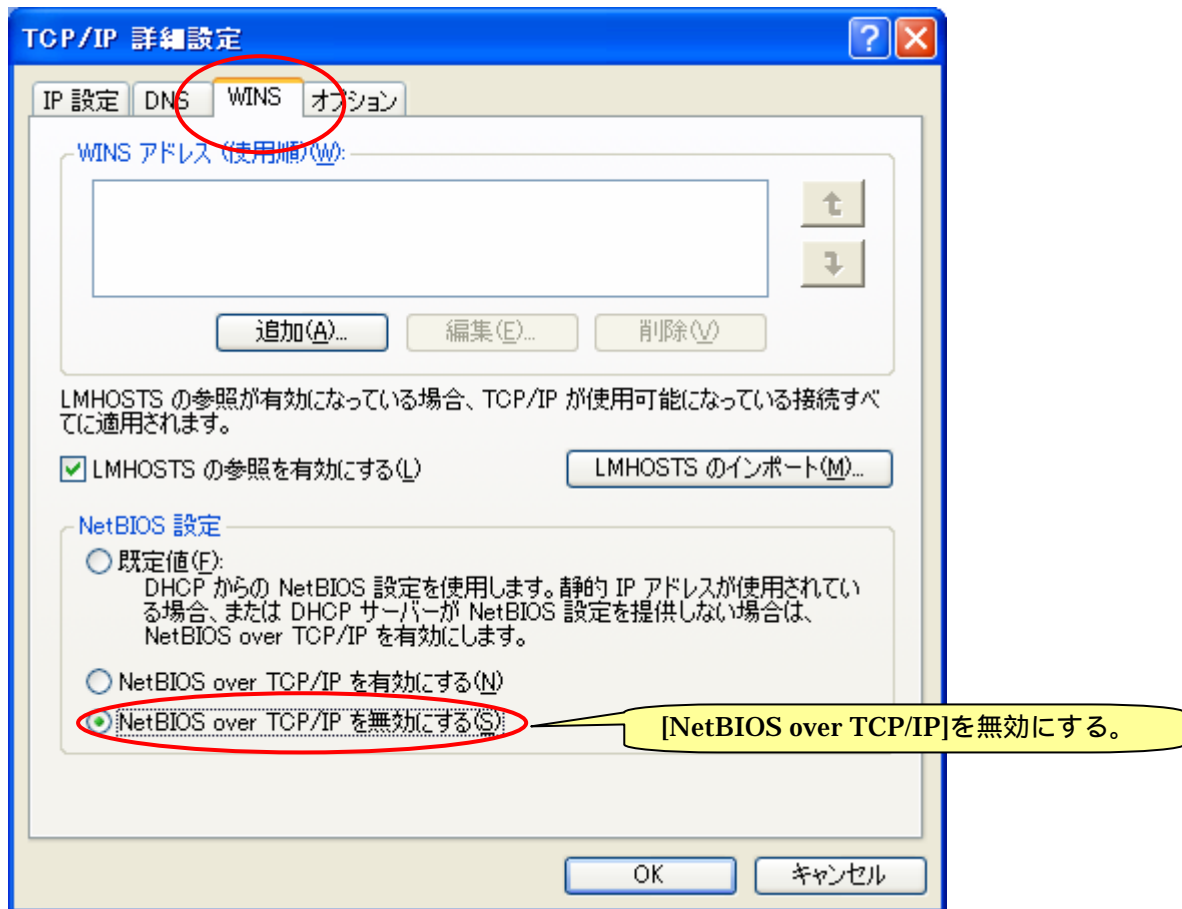 TCP/IP 詳細設定
IP 設定 DNS WINS オプション
WINS アドレス (使用順)(W):
追加(A)... 編集(E)... 削除(V)
LMHOSTS の参照が有効になっている場合、TCP/IP が使用可能になっている接続すべ
てに適用されます。
LMHOSTS の参照を有効にする(L) LMHOSTS のインポート(M)...
NetBIOS 設定
既定値(F):
DHCP からの NetBIOS 設定を使用します。静的 IP アドレスが使用されてい
る場合、または DHCP サーバーが NetBIOS 設定を提供しない場合は、
NetBIOS over TCP/IP を有効にします。
NetBIOS over TCP/IP を有効にする(N)
NetBIOS over TCP/IP を無効にする(S)
[NetBIOS over TCP/IP]を無効にする。
OK キャンセル